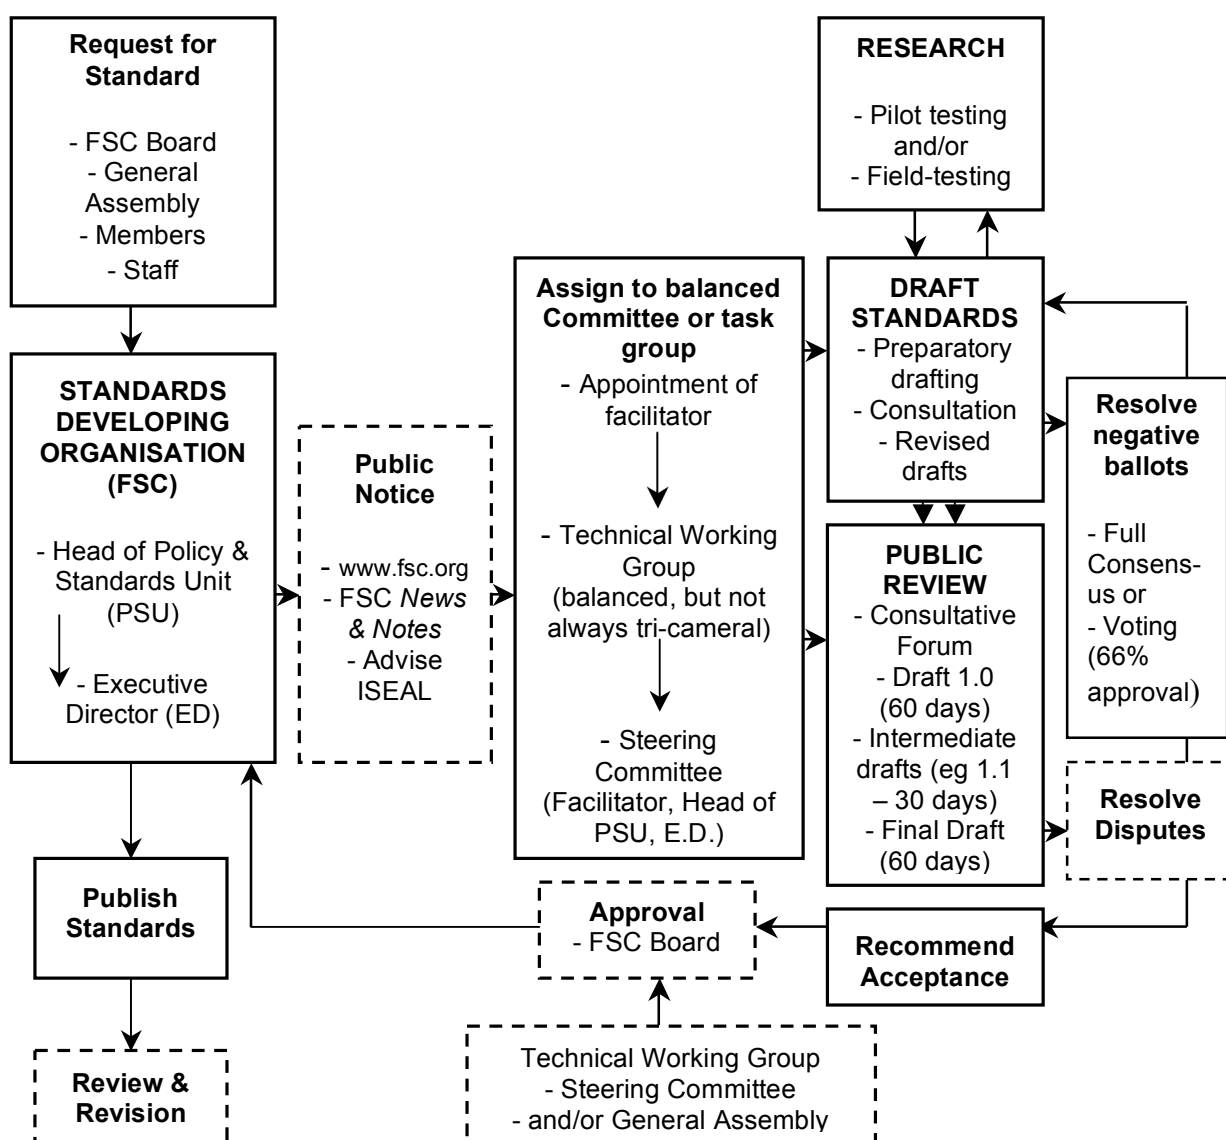 Request for
Standard
- FSC Board
- General
Assembly
- Members
- Staff
STANDARDS
DEVELOPING
ORGANISATION
(FSC)
- Head of Policy &
Standards Unit
(PSU)
- Executive
Director (ED)
Publish
Standards
Review &
Revision
Public
Notice
- www.fsc.org
- FSC News
& Notes
- Advise
ISEAL
Assign to balanced
Committee or task
group
- Appointment of
facilitator
- Technical Working
Group
(balanced, but not
always tri-cameral)
- Steering
Committee
(Facilitator, Head of
PSU, E.D.)
RESEARCH
- Pilot testing
and/or
- Field-testing
DRAFT
STANDARDS
- Preparatory
drafting
- Consultation
- Revised
drafts
PUBLIC
REVIEW
- Consultative
Forum
- Draft 1.0
(60 days)
- Intermediate
drafts (eg 1.1
– 30 days)
- Final Draft
(60 days)
Resolve
negative
ballots
- Full
Consens-
us or
- Voting
(66%
approval)
Resolve
Disputes
Recommend
Acceptance
Approval
- FSC Board
Technical Working Group
- Steering Committee
- and/or General Assembly